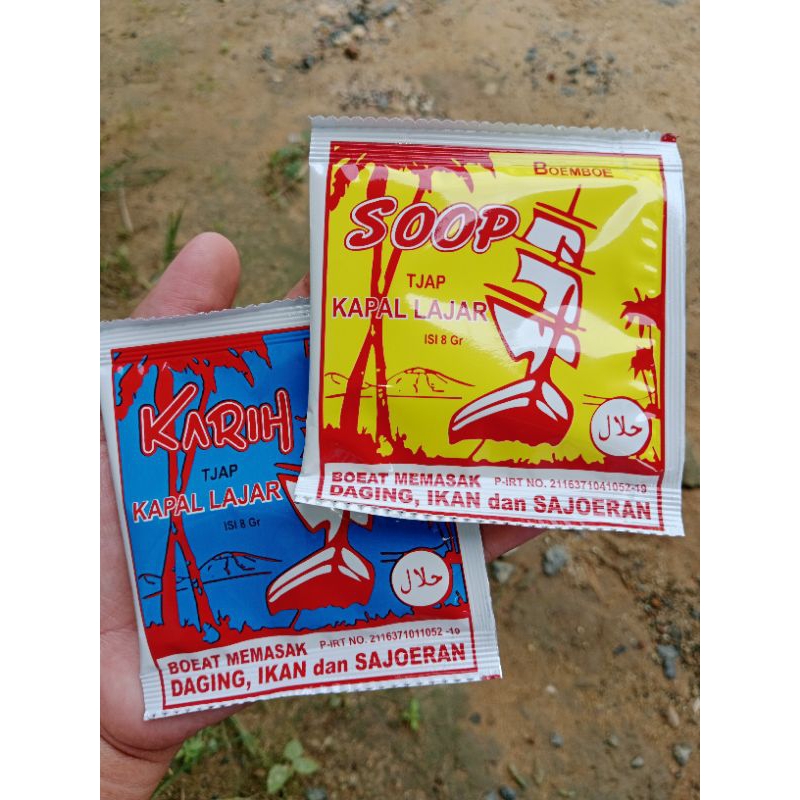 BOEMBOE
SOOP
TJAP
KAPAL LAJAR
ISI 8 Gr
حلال
BOEAT MEMASAK P-IRT NO. 2116371041052-19
DAGING, IKAN dan SAJOERAN
KARIH
TJAP
KAPAL LAJAR
ISI 8 Gr
حلال
BOEAT MEMASAK P-IRT NO. 2116371011052 -19
DAGING, IKAN dan SAJOERAN